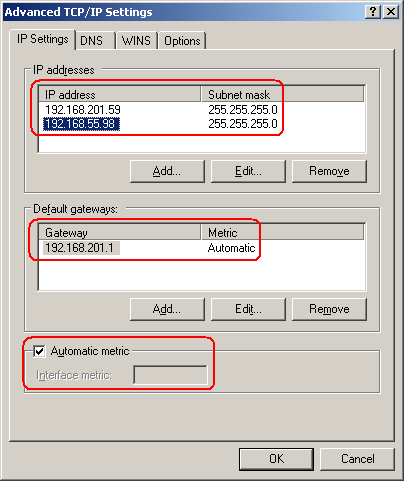 Advanced TCP/IP Settings
IP Settings DNS WINS Options
IP addresses
IP address Subnet mask
192.168.201.59 255.255.255.0
192.168.55.98 255.255.255.0
Add... Edit... Remove
Default gateways:
Gateway Metric
192.168.201.1 Automatic
Add... Edit... Remove
Automatic metric
Interface metric:
OK Cancel